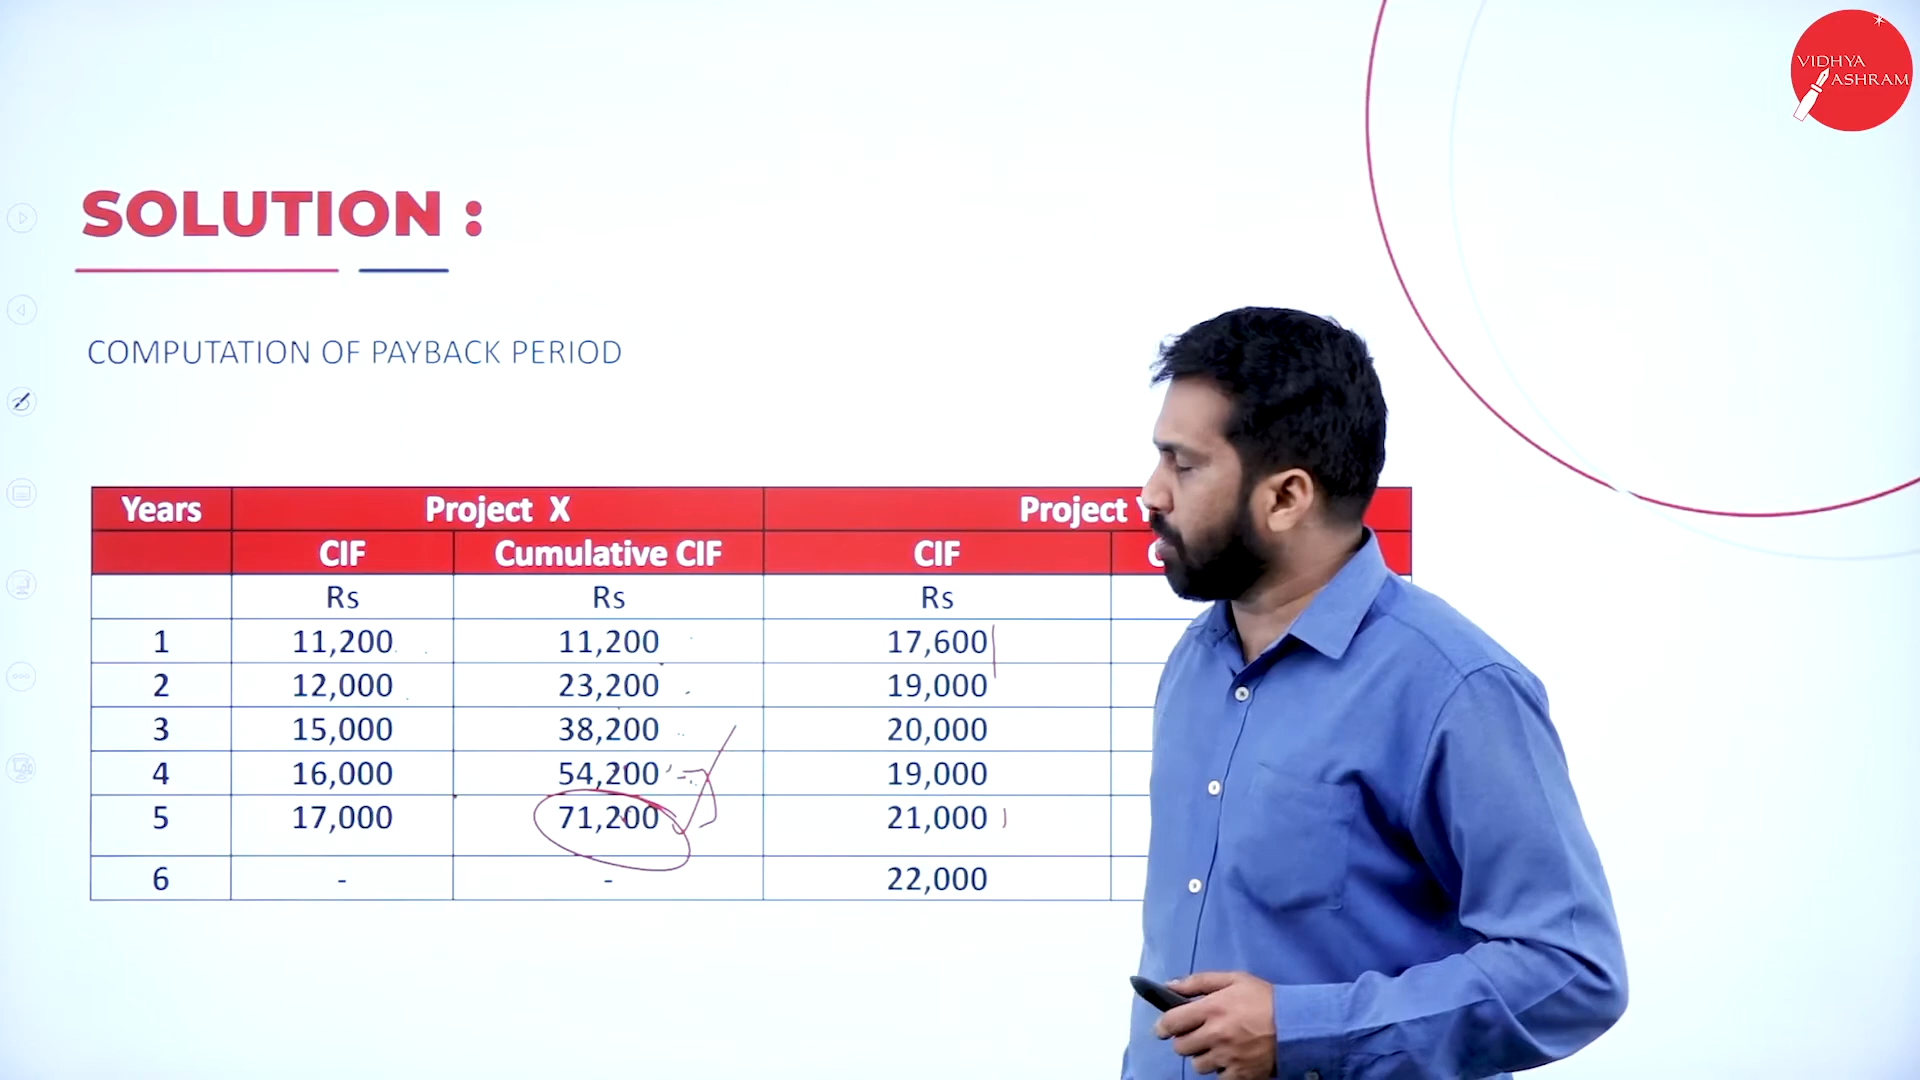 VIDHYA
ASHRAM
SOLUTION :
COMPUTATION OF PAYBACK PERIOD
Years Project X Project
CIF Cumulative CIF CIF
Rs Rs Rs
1 11,200 11,200 17,600
2 12,000 23,200 19,000
3 15,000 38,200 20,000
4 16,000 54,200 19,000
5 17,000 71,200 21,000
6 - - 22,000